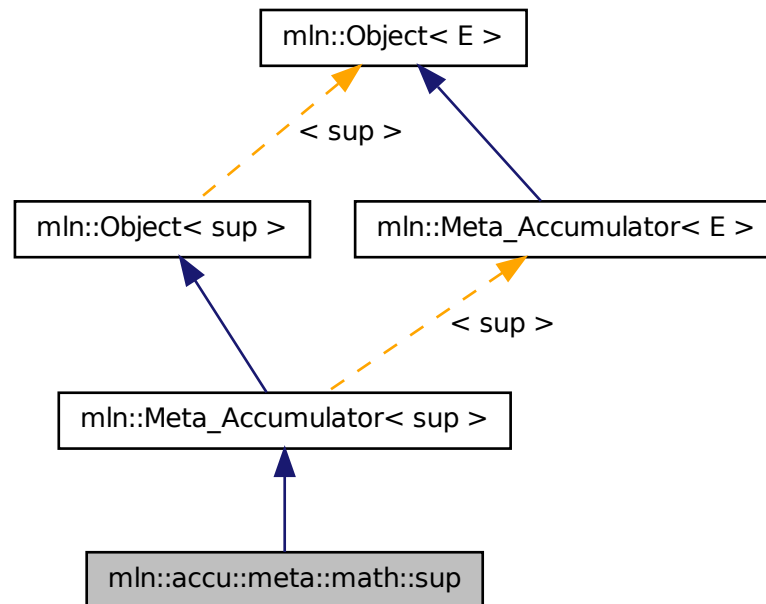 mln::Object< E >
< sup >
mln::Object< sup >
mln::Meta_Accumulator< E >
< sup >
mln::Meta_Accumulator< sup >
mln::accu::meta::math::sup